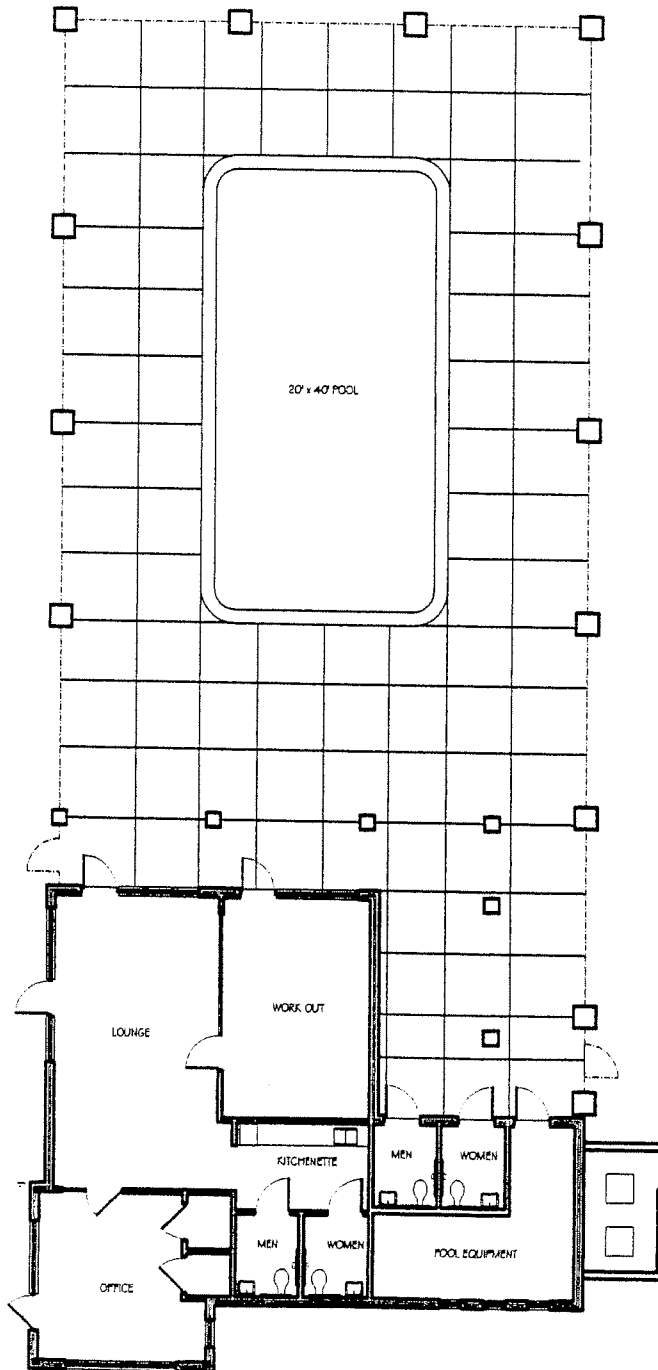 20' x 40' POOL
WORK OUT
LOUNGE
KITCHENETTE
MEN
WOMEN
MEN
WOMEN
POOL EQUIPMENT
OFFICE